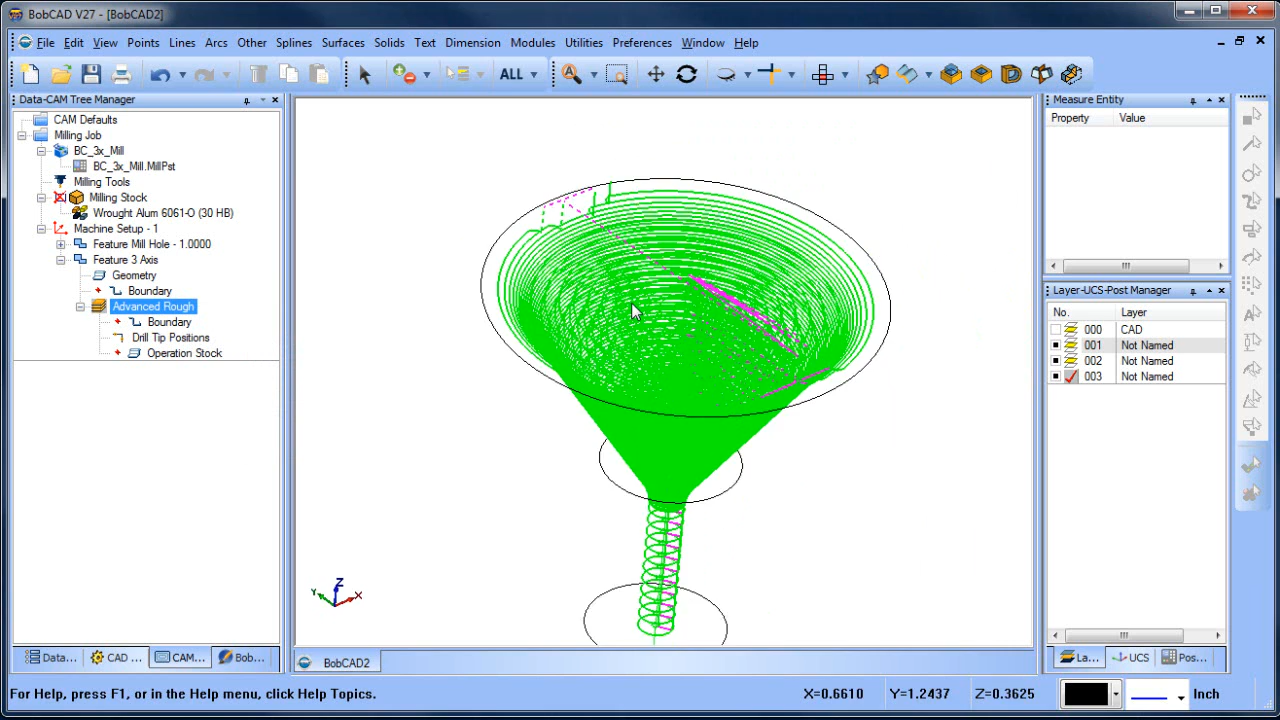 BobCAD V27 - [BobCAD2]
File Edit View Points Lines Arcs Other Splines Surfaces Solids Text Dimension Modules Utilities Preferences Window Help
ALL
Data-CAM Tree Manager
CAM Defaults
Milling Job
BC_3x_Mill
BC_3x_Mill.MillPst
Milling Tools
Milling Stock
Wrought Alum 6061-O (30 HB)
Machine Setup - 1
Feature Mill Hole - 1.0000
Feature 3 Axis
Geometry
Boundary
Advanced Rough
Boundary
Drill Tip Positions
Operation Stock
Data... CAD ... CAM... Bob...
Z
Y
X
BobCAD2
Measure Entity
Property Value
Layer-UCS-Post Manager
No. Layer
000 CAD
001 Not Named
002 Not Named
003 Not Named
La... UCS Pos...
For Help, press F1, or in the Help menu, click Help Topics.
X=0.6610 Y=1.2437 Z=0.3625 Inch